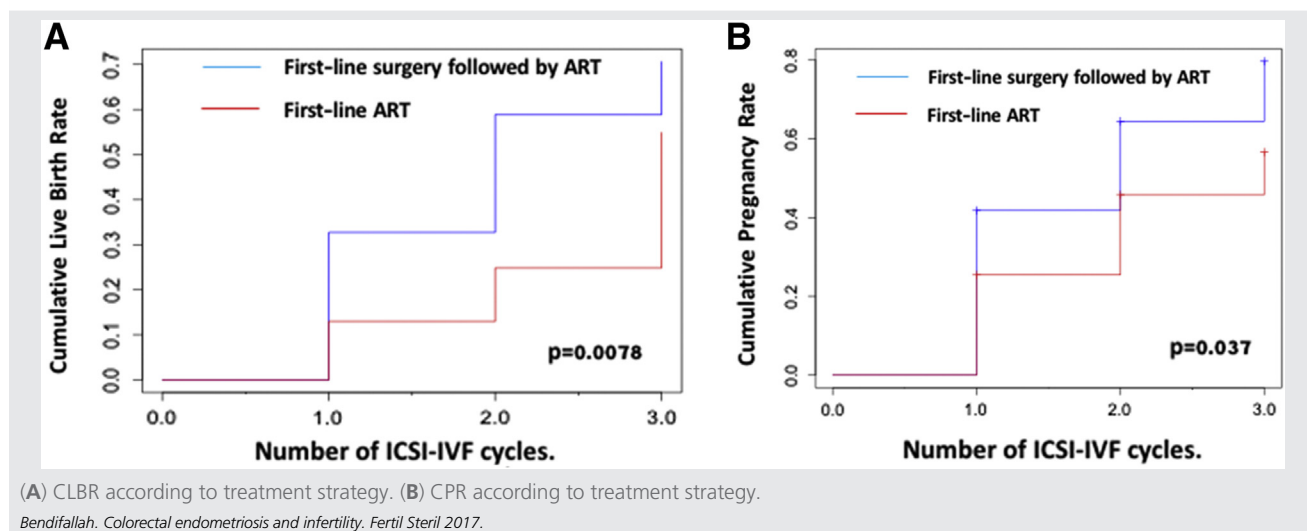 A
Cumulative Live Birth Rate
0.7
0.6
0.5
0.4
0.3
0.2
0.1
0.0
First-line surgery followed by ART
First-line ART
p=0.0078
0.0 1.0 2.0 3.0
Number of ICSI-IVF cycles.
B
Cumulative Pregnancy Rate
0.8
0.6
0.4
0.2
0.0
First-line surgery followed by ART
First-line ART
p=0.037
0.0 1.0 2.0 3.0
Number of ICSI-IVF cycles.
(A) CLBR according to treatment strategy. (B) CPR according to treatment strategy.
Bendifallah. Colorectal endometriosis and infertility. Fertil Steril 2017.